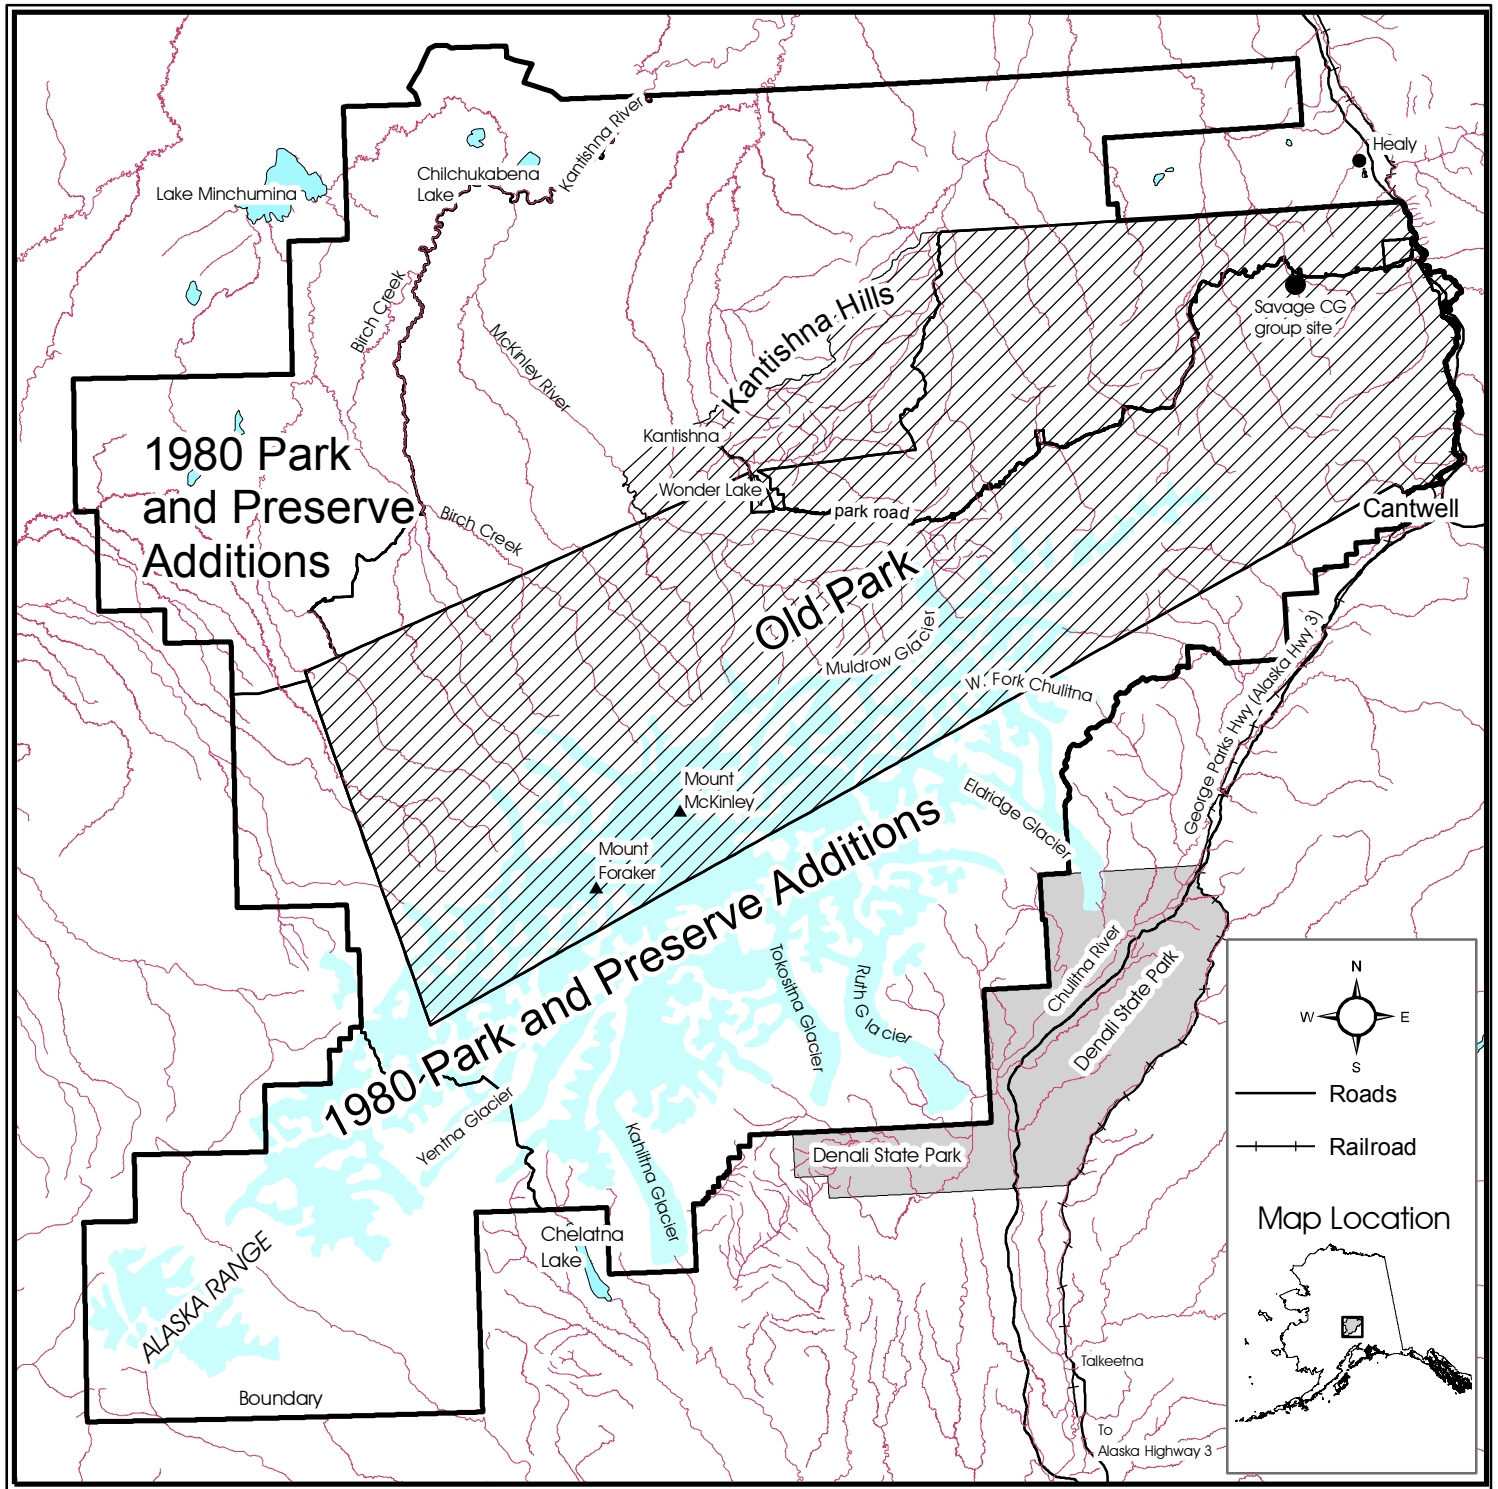 Healy
Kantishna River
Chilchukabena
Lake
Lake Minchumina
Birch Creek
McKinley River
Kantishna Hills
Savage CG
group site
Kantishna
1980 Park
and Preserve
Additions
Wonder Lake
park road
Cantwell
Birch Creek
Old Park
Muldrow Glacier
W. Fork Chulitna
George Parks Hwy (Alaska Hwy 3)
Mount
McKinley
Eldridge Glacier
Mount
Foraker
1980 Park and Preserve Additions
Tokositna Glacier
Ruth Glacier
Chulitna River
Denali State Park
Yentna Glacier
Kahiltna Glacier
Denali State Park
Chelatna
Lake
ALASKA RANGE
Boundary
Talkeetna
To
Alaska Highway 3
N
W
E
S
Roads
Railroad
Map Location